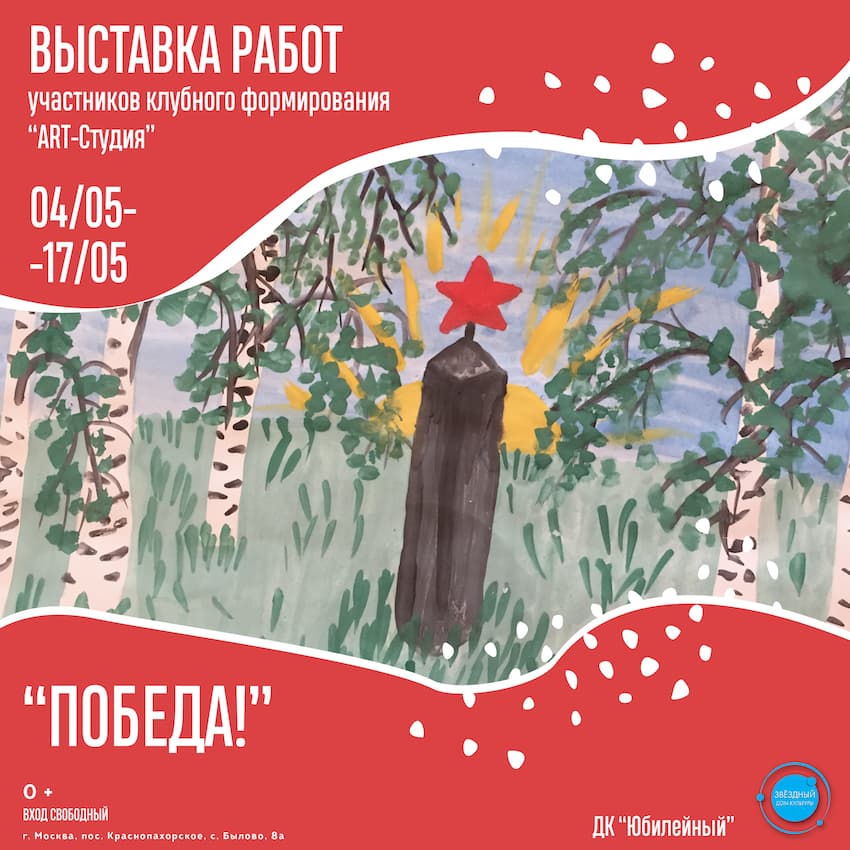 ВЫСТАВКА РАБОТ
участников клубного формирования
“ART-Студия”
04/05-
-17/05
“ПОБЕДА!”
0 +
ВХОД СВОБОДНЫЙ
г. Москва, пос. Краснопахорское, с. Былово, 8а
ДК “Юбилейный”
ЗВЁЗДНЫЙ
ДОМ КУЛЬТУРЫ